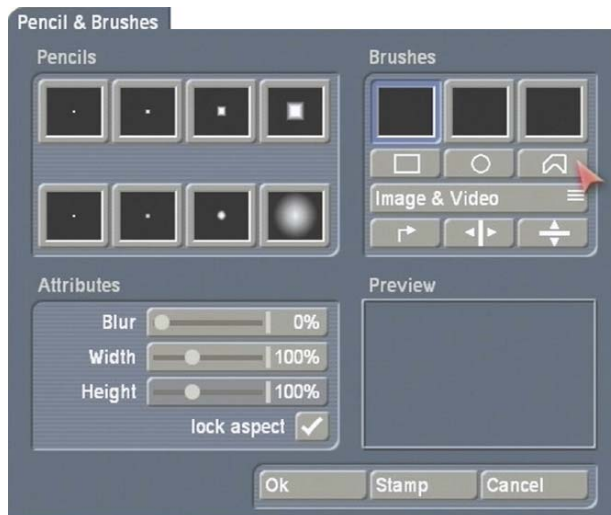 Pencil & Brushes
Pencils
Brushes
Image & Video
Attributes
Blur 0%
Width 100%
Height 100%
lock aspect
Preview
Ok Stamp Cancel